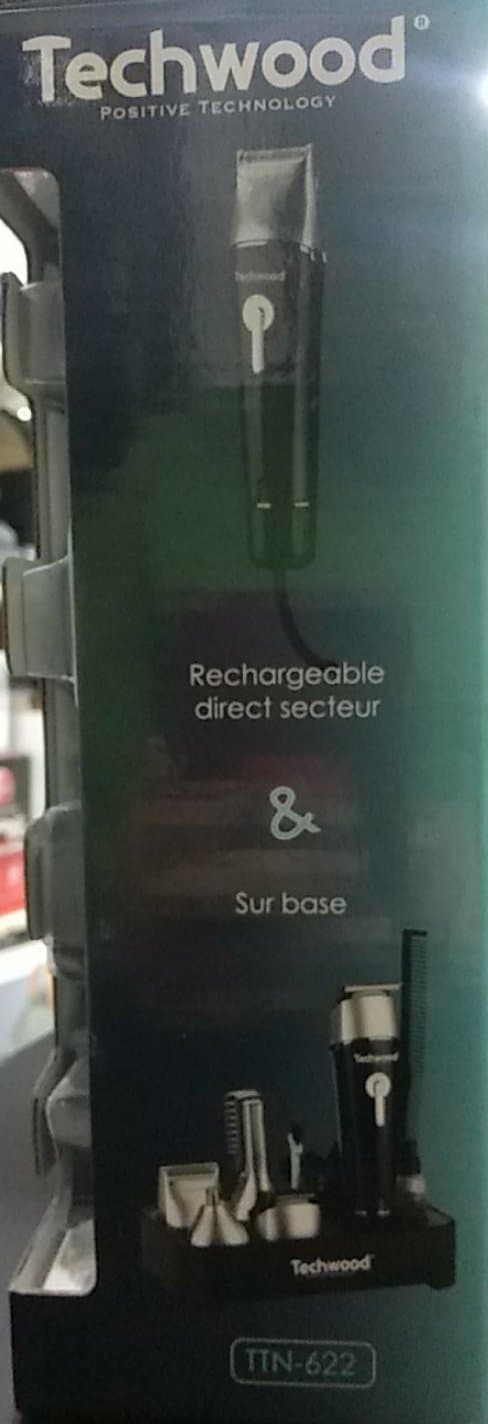 Techwood®
POSITIVE TECHNOLOGY
Techwood
Rechargeable
direct secteur
&
Sur base
Techwood
Techwood
TTN-622